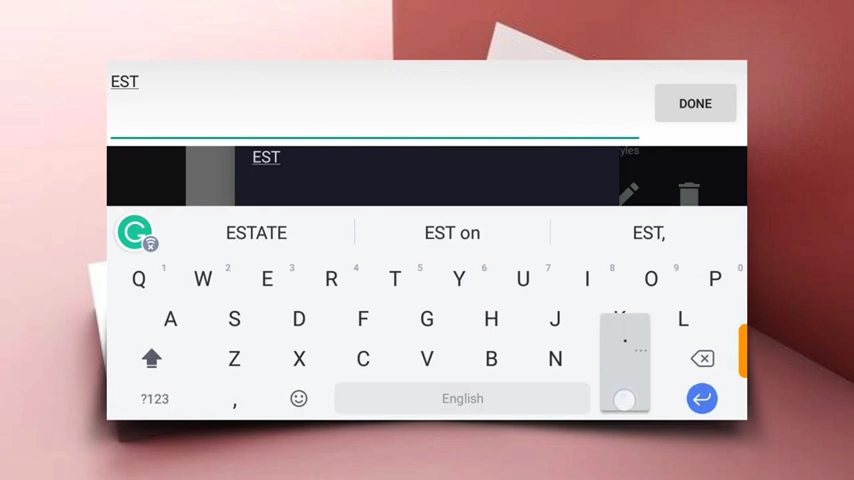 EST
DONE
EST
yles
ESTATE EST on EST,
Q 1 W 2 E 3 R 4 T 5 Y 6 U 7 I 8 O 9 P 0
A S D F G H J K L
Z X C V B N .
?123 , English